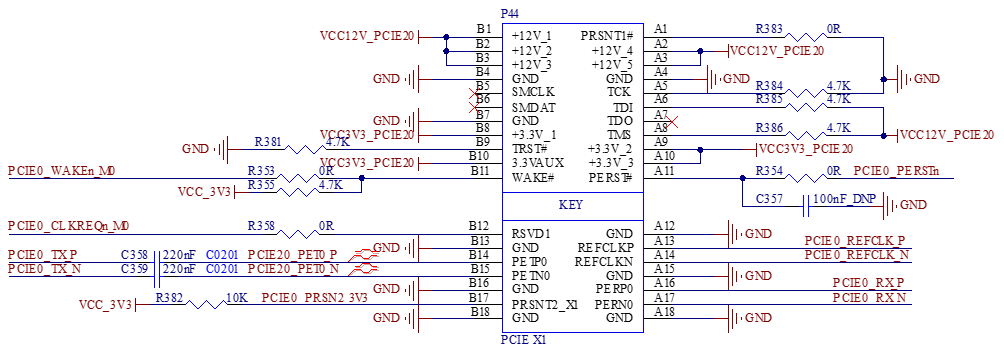 P44
VCC12V_PCIE20 B1 +12V_1 PRSNT1# A1 R383 0R
B2 +12V_2 +12V_4 A2 VCC12V_PCIE20
B3 +12V_3 +12V_5 A3
GND B4 GND GND A4 GND GND
B5 SMCLK TCK A5 R384 4.7K
B6 SMDAT TDI A6 R385 4.7K
GND B7 GND TDO A7
VCC3V3_PCIE20 B8 +3.3V_1 TMS A8 R386 4.7K VCC12V_PCIE20
GND R381 4.7K B9 TRST# +3.3V_2 A9 VCC3V3_PCIE20
VCC3V3_PCIE20 B10 3.3VAUX +3.3V_3 A10
PCIE0_WAKEn_M0 R353 0R B11 WAKE# PERST# A11 R354 0R PCIE0_PERSTn
VCC_3V3 R355 4.7K
C357 100nF_DNP GND
KEY
PCIE0_CLKREQn_M0 R358 0R B12 RSVD1 GND A12 GND
GND B13 GND REFCLKP A13 PCIE0_REFCLK_P
PCIE0_TXP C358 220nF C0201 PCIE20_PET0_P B14 PETP0 REFCLKN A14 PCIE0_REFCLK_N
PCIE0_TX_N C359 220nF C0201 PCIE20_PET0_N B15 PETN0 GND A15 GND
GND B16 GND PERP0 A16 PCIE0_RX_P
VCC_3V3 R382 10K PCIE0_PRSN2_3V3 B17 PRSNT2_X1 PERN0 A17 PCIE0_RX_N
GND B18 GND GND A18 GND
PCIE X1